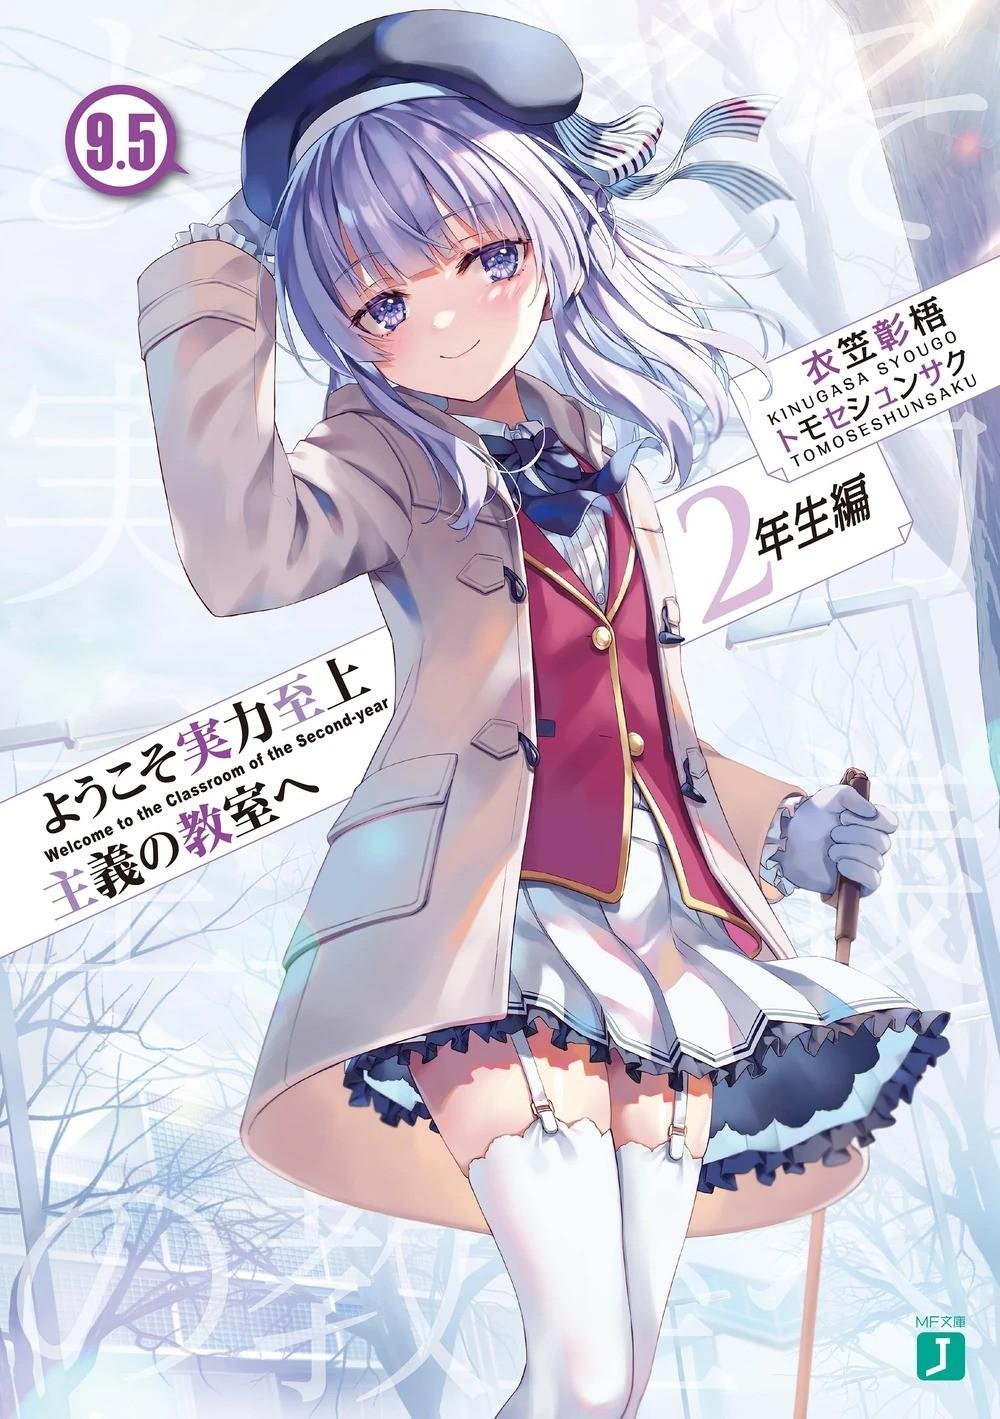 9.5
衣笠彰梧
KINUGASA SYOUGO
トモセシュンサク
TOMOSESHUNSAKU
2年生編
ようこそ実力至上
Welcome to the Classroom of the Second-year
主義の教室へ
MF文庫
J